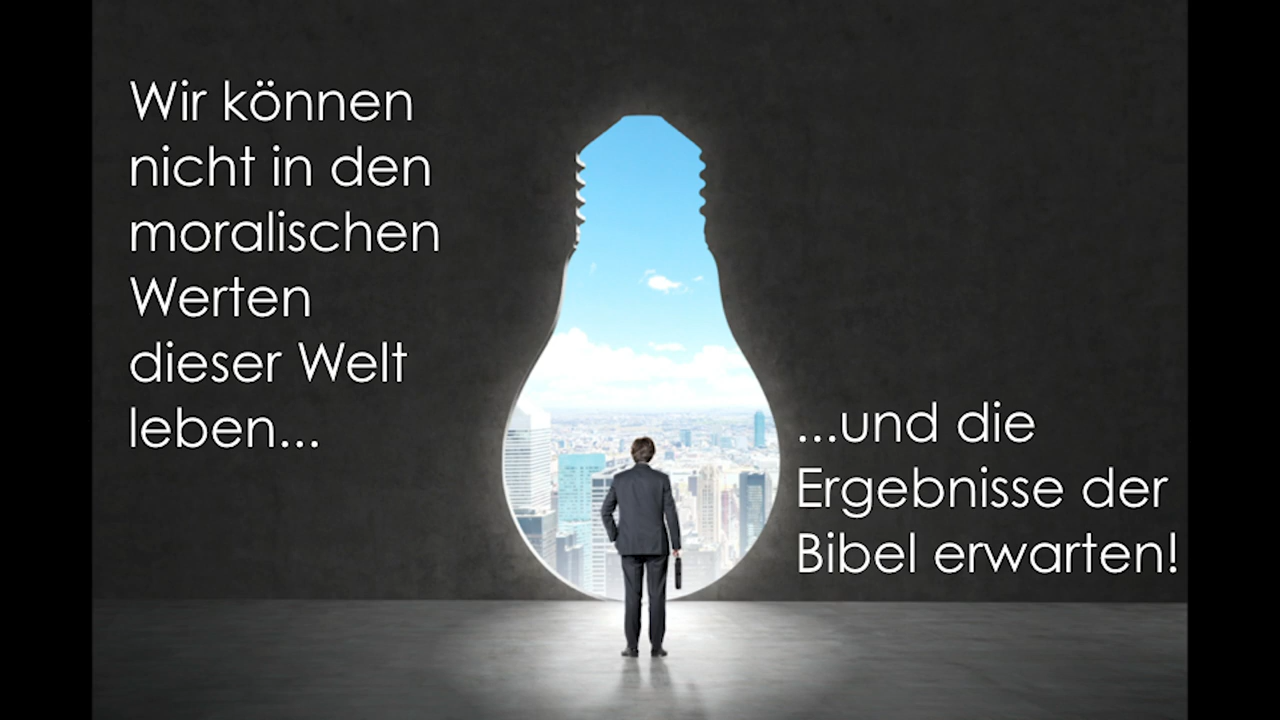 Wir können
nicht in den
moralischen
Werten
dieser Welt
leben...
...und die
Ergebnisse der
Bibel erwarten!